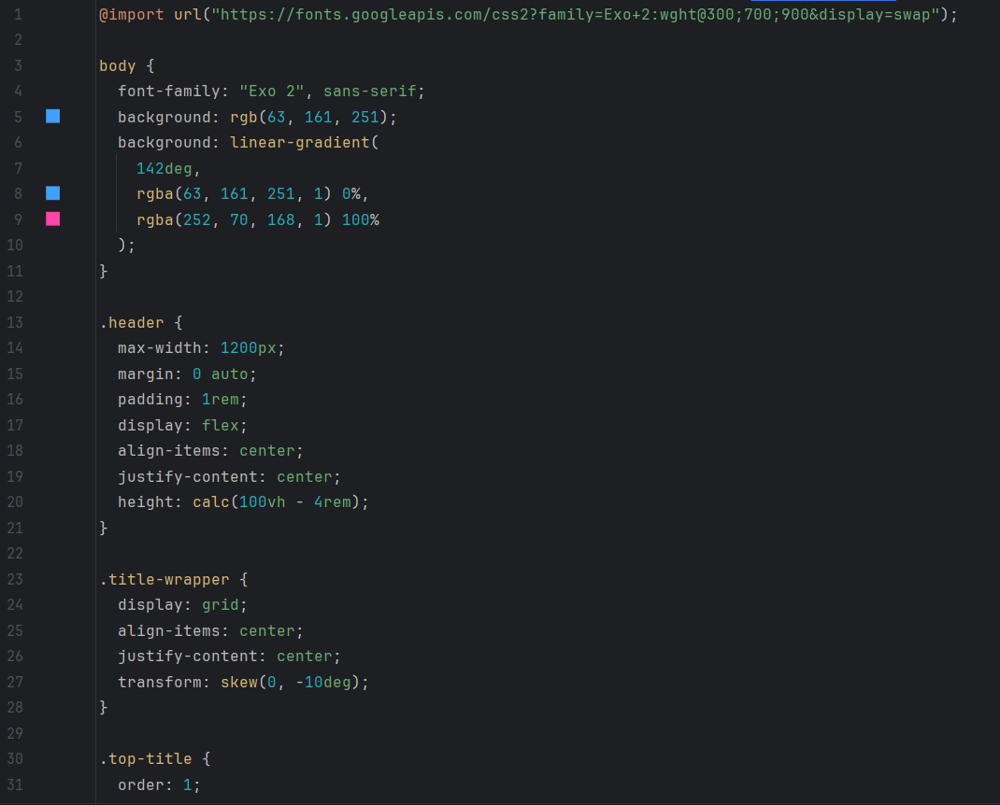 1 @import url("https://fonts.googleapis.com/css2?family=Exo+2:wght@300;700;900&display=swap");
2
3 body {
4   font-family: "Exo 2", sans-serif;
5   background: rgb(63, 161, 251);
6   background: linear-gradient(
7     142deg,
8     rgba(63, 161, 251, 1) 0%,
9     rgba(252, 70, 168, 1) 100%
10   );
11 }
12
13 .header {
14   max-width: 1200px;
15   margin: 0 auto;
16   padding: 1rem;
17   display: flex;
18   align-items: center;
19   justify-content: center;
20   height: calc(100vh - 4rem);
21 }
22
23 .title-wrapper {
24   display: grid;
25   align-items: center;
26   justify-content: center;
27   transform: skew(0, -10deg);
28 }
29
30 .top-title {
31   order: 1;